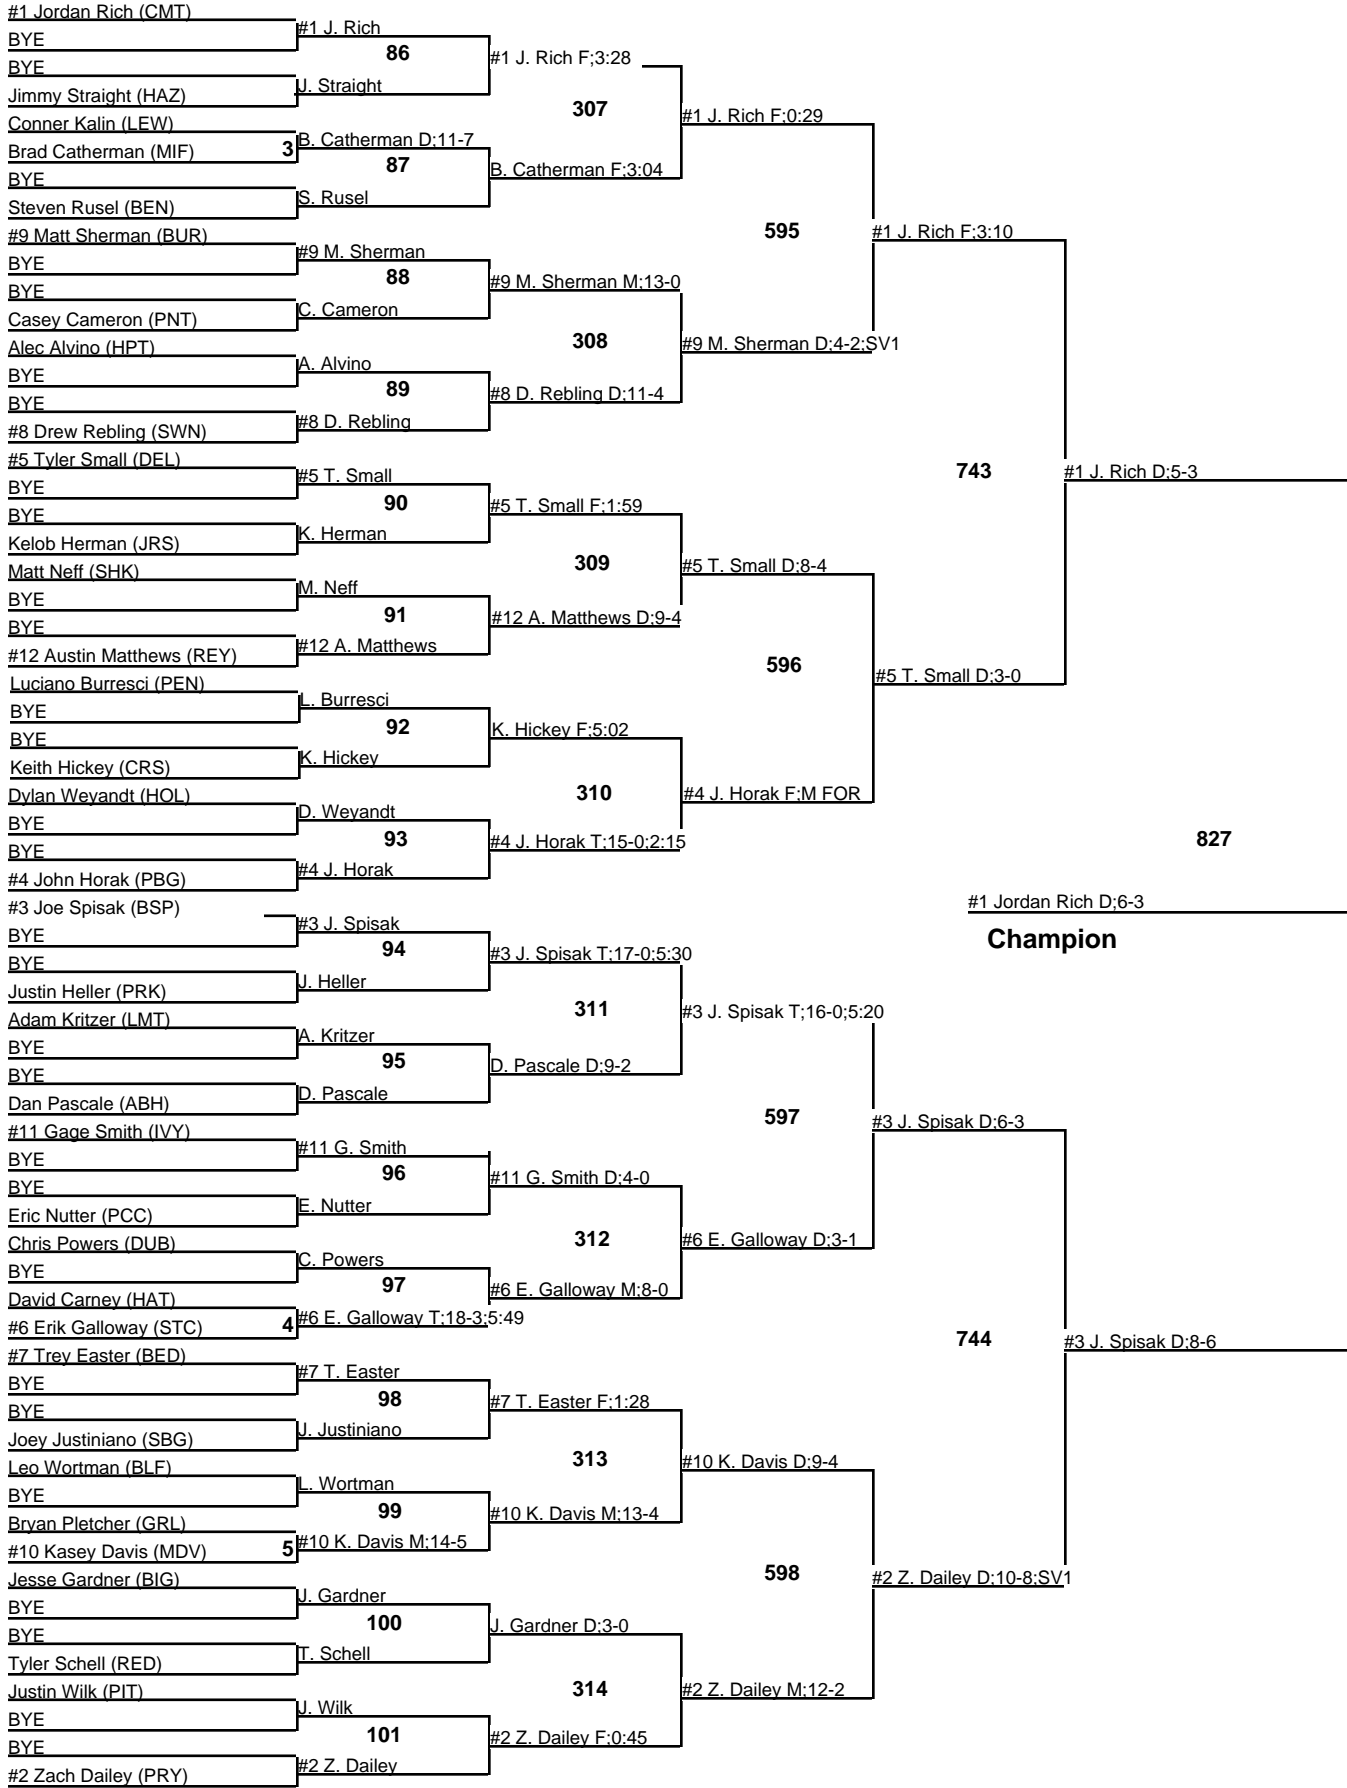 #1 Jordan Rich (CMT)
BYE
BYE
Jimmy Straight (HAZ)
Conner Kalin (LEW)
Brad Catherman (MIF) 3
BYE
Steven Rusel (BEN)
#9 Matt Sherman (BUR)
BYE
BYE
Casey Cameron (PNT)
Alec Alvino (HPT)
BYE
BYE
#8 Drew Rebling (SWN)
#5 Tyler Small (DEL)
BYE
BYE
Kelob Herman (JRS)
Matt Neff (SHK)
BYE
BYE
#12 Austin Matthews (REY)
Luciano Burresci (PEN)
BYE
BYE
Keith Hickey (CRS)
Dylan Weyandt (HOL)
BYE
BYE
#4 John Horak (PBG)
#3 Joe Spisak (BSP)
BYE
BYE
Justin Heller (PRK)
Adam Kritzer (LMT)
BYE
BYE
Dan Pascale (ABH)
#11 Gage Smith (IVY)
BYE
BYE
Eric Nutter (PCC)
Chris Powers (DUB)
BYE
David Carney (HAT)
#6 Erik Galloway (STC) 4
#7 Trey Easter (BED)
BYE
BYE
Joey Justiniano (SBG)
Leo Wortman (BLF)
BYE
Bryan Pletcher (GRL)
#10 Kasey Davis (MDV) 5
Jesse Gardner (BIG)
BYE
BYE
Tyler Schell (RED)
Justin Wilk (PIT)
BYE
BYE
#2 Zach Dailey (PRY)
#1 J. Rich
86
J. Straight
B. Catherman D;11-7
87
S. Rusel
#9 M. Sherman
88
C. Cameron
A. Alvino
89
#8 D. Rebling
#5 T. Small
90
K. Herman
M. Neff
91
#12 A. Matthews
L. Burresci
92
K. Hickey
D. Weyandt
93
#4 J. Horak
#3 J. Spisak
94
J. Heller
A. Kritzer
95
D. Pascale
#11 G. Smith
96
E. Nutter
C. Powers
97
#6 E. Galloway T;18-3;5:49
#7 T. Easter
98
J. Justiniano
L. Wortman
99
#10 K. Davis M;14-5
J. Gardner
100
T. Schell
J. Wilk
101
#2 Z. Dailey
#1 J. Rich F;3:28
307
B. Catherman F;3:04
#9 M. Sherman M;13-0
308
#8 D. Rebling D;11-4
#5 T. Small F;1:59
309
#12 A. Matthews D;9-4
K. Hickey F;5:02
310
#4 J. Horak T;15-0;2:15
#3 J. Spisak T;17-0;5:30
311
D. Pascale D;9-2
#11 G. Smith D;4-0
312
#6 E. Galloway M;8-0
#7 T. Easter F;1:28
313
#10 K. Davis M;13-4
J. Gardner D;3-0
314
#2 Z. Dailey F;0:45
#1 J. Rich F;0:29
595
#9 M. Sherman D;4-2;SV1
#5 T. Small D;8-4
596
#4 J. Horak F;M FOR
#3 J. Spisak T;16-0;5:20
597
#6 E. Galloway D;3-1
#10 K. Davis D;9-4
598
#2 Z. Dailey M;12-2
#1 J. Rich F;3:10
743
#5 T. Small D;3-0
#3 J. Spisak D;6-3
744
#2 Z. Dailey D;10-8;SV1
#1 J. Rich D;5-3
827
#3 J. Spisak D;8-6
#1 Jordan Rich D;6-3
Champion